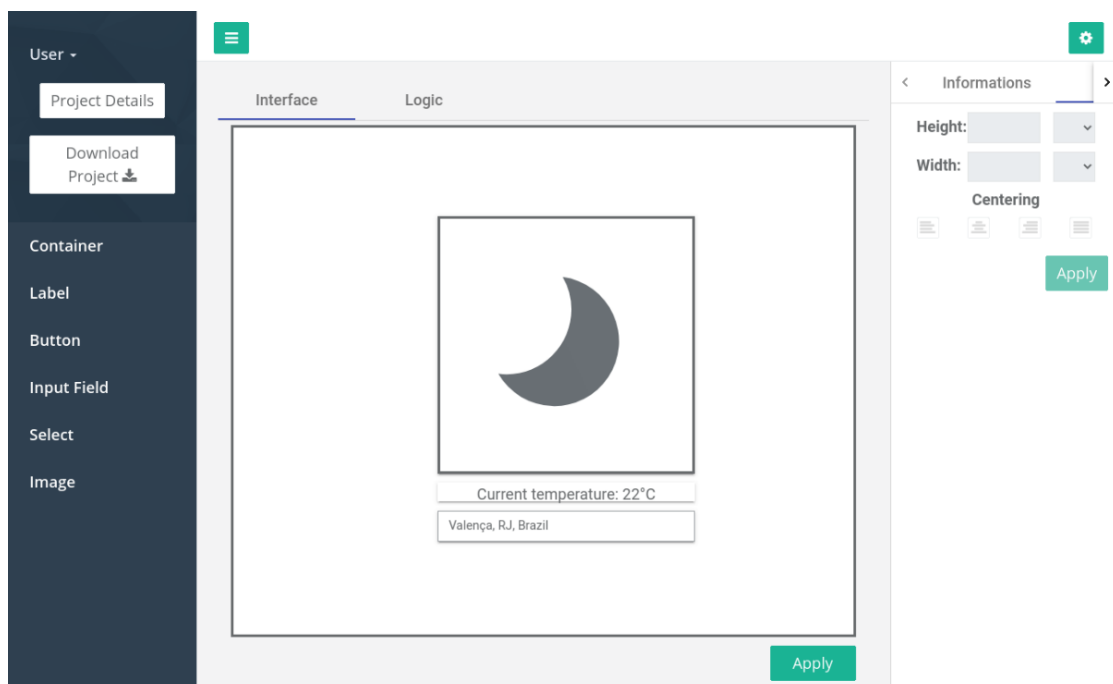 User
Project Details
Download
Project
Container
Label
Button
Input Field
Select
Image
Interface
Logic
Current temperature: 22°C
Valença, RJ, Brazil
Apply
Informations
Height:
Width:
Centering
Apply